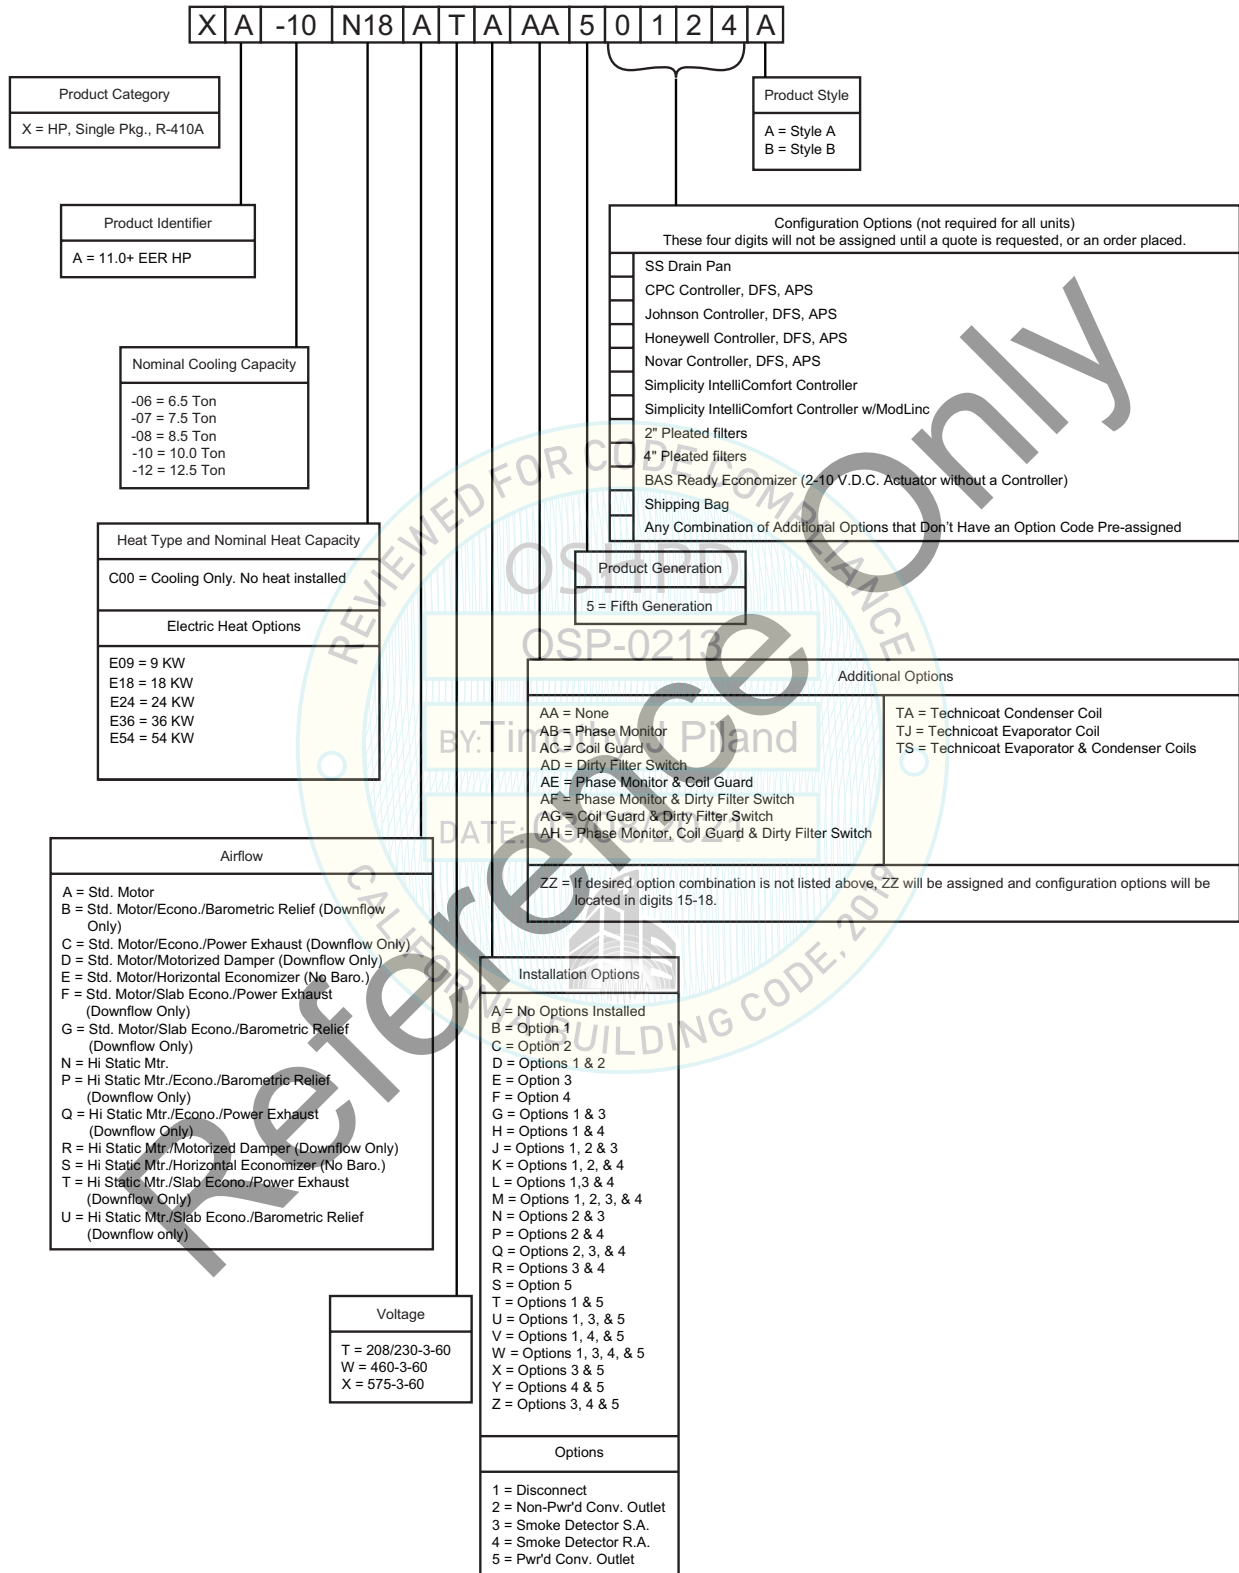 X A -10 N18 A T A AA 5 0 1 2 4 A
Product Category
X = HP, Single Pkg., R-410A
Product Style
A = Style A
B = Style B
Product Identifier
A = 11.0+ EER HP
Configuration Options (not required for all units)
These four digits will not be assigned until a quote is requested, or an order placed.
SS Drain Pan
CPC Controller, DFS, APS
Johnson Controller, DFS, APS
Honeywell Controller, DFS, APS
Novar Controller, DFS, APS
Simplicity IntelliComfort Controller
Simplicity IntelliComfort Controller w/ModLinc
2" Pleated filters
4" Pleated filters
BAS Ready Economizer (2-10 V.D.C. Actuator without a Controller)
Shipping Bag
Any Combination of Additional Options that Don't Have an Option Code Pre-assigned
Nominal Cooling Capacity
-06 = 6.5 Ton
-07 = 7.5 Ton
-08 = 8.5 Ton
-10 = 10.0 Ton
-12 = 12.5 Ton
Heat Type and Nominal Heat Capacity
C00 = Cooling Only. No heat installed
Electric Heat Options
E09 = 9 KW
E18 = 18 KW
E24 = 24 KW
E36 = 36 KW
E54 = 54 KW
Product Generation
5 = Fifth Generation
Additional Options
AA = None
AB = Phase Monitor
AC = Coil Guard
AD = Dirty Filter Switch
AE = Phase Monitor & Coil Guard
AF = Phase Monitor & Dirty Filter Switch
AG = Coil Guard & Dirty Filter Switch
AH = Phase Monitor, Coil Guard & Dirty Filter Switch
TA = Technicoat Condenser Coil
TJ = Technicoat Evaporator Coil
TS = Technicoat Evaporator & Condenser Coils
ZZ = If desired option combination is not listed above, ZZ will be assigned and configuration options will be
located in digits 15-18.
Airflow
A = Std. Motor
B = Std. Motor/Econo./Barometric Relief (Downflow
Only)
C = Std. Motor/Econo./Power Exhaust (Downflow Only)
D = Std. Motor/Motorized Damper (Downflow Only)
E = Std. Motor/Horizontal Economizer (No Baro.)
F = Std. Motor/Slab Econo./Power Exhaust
(Downflow Only)
G = Std. Motor/Slab Econo./Barometric Relief
(Downflow Only)
N = Hi Static Mtr.
P = Hi Static Mtr./Econo./Barometric Relief
(Downflow Only)
Q = Hi Static Mtr./Econo./Power Exhaust
(Downflow Only)
R = Hi Static Mtr./Motorized Damper (Downflow Only)
S = Hi Static Mtr./Horizontal Economizer (No Baro.)
T = Hi Static Mtr./Slab Econo./Power Exhaust
(Downflow Only)
U = Hi Static Mtr./Slab Econo./Barometric Relief
(Downflow only)
Installation Options
A = No Options Installed
B = Option 1
C = Option 2
D = Options 1 & 2
E = Option 3
F = Option 4
G = Options 1 & 3
H = Options 1 & 4
J = Options 1, 2 & 3
K = Options 1, 2, & 4
L = Options 1,3 & 4
M = Options 1, 2, 3, & 4
N = Options 2 & 3
P = Options 2 & 4
Q = Options 2, 3, & 4
R = Options 3 & 4
S = Option 5
T = Options 1 & 5
U = Options 1, 3, & 5
V = Options 1, 4, & 5
W = Options 1, 3, 4, & 5
X = Options 3 & 5
Y = Options 4 & 5
Z = Options 3, 4 & 5
Options
1 = Disconnect
2 = Non-Pwr'd Conv. Outlet
3 = Smoke Detector S.A.
4 = Smoke Detector R.A.
5 = Pwr'd Conv. Outlet
Voltage
T = 208/230-3-60
W = 460-3-60
X = 575-3-60
Reference Only
REVIEWED FOR CODE COMPLIANCE
OSHPD
OSP-0213
BY: Timothy J Piland
DATE: 03/08/2021
CALIFORNIA BUILDING CODE, 2019